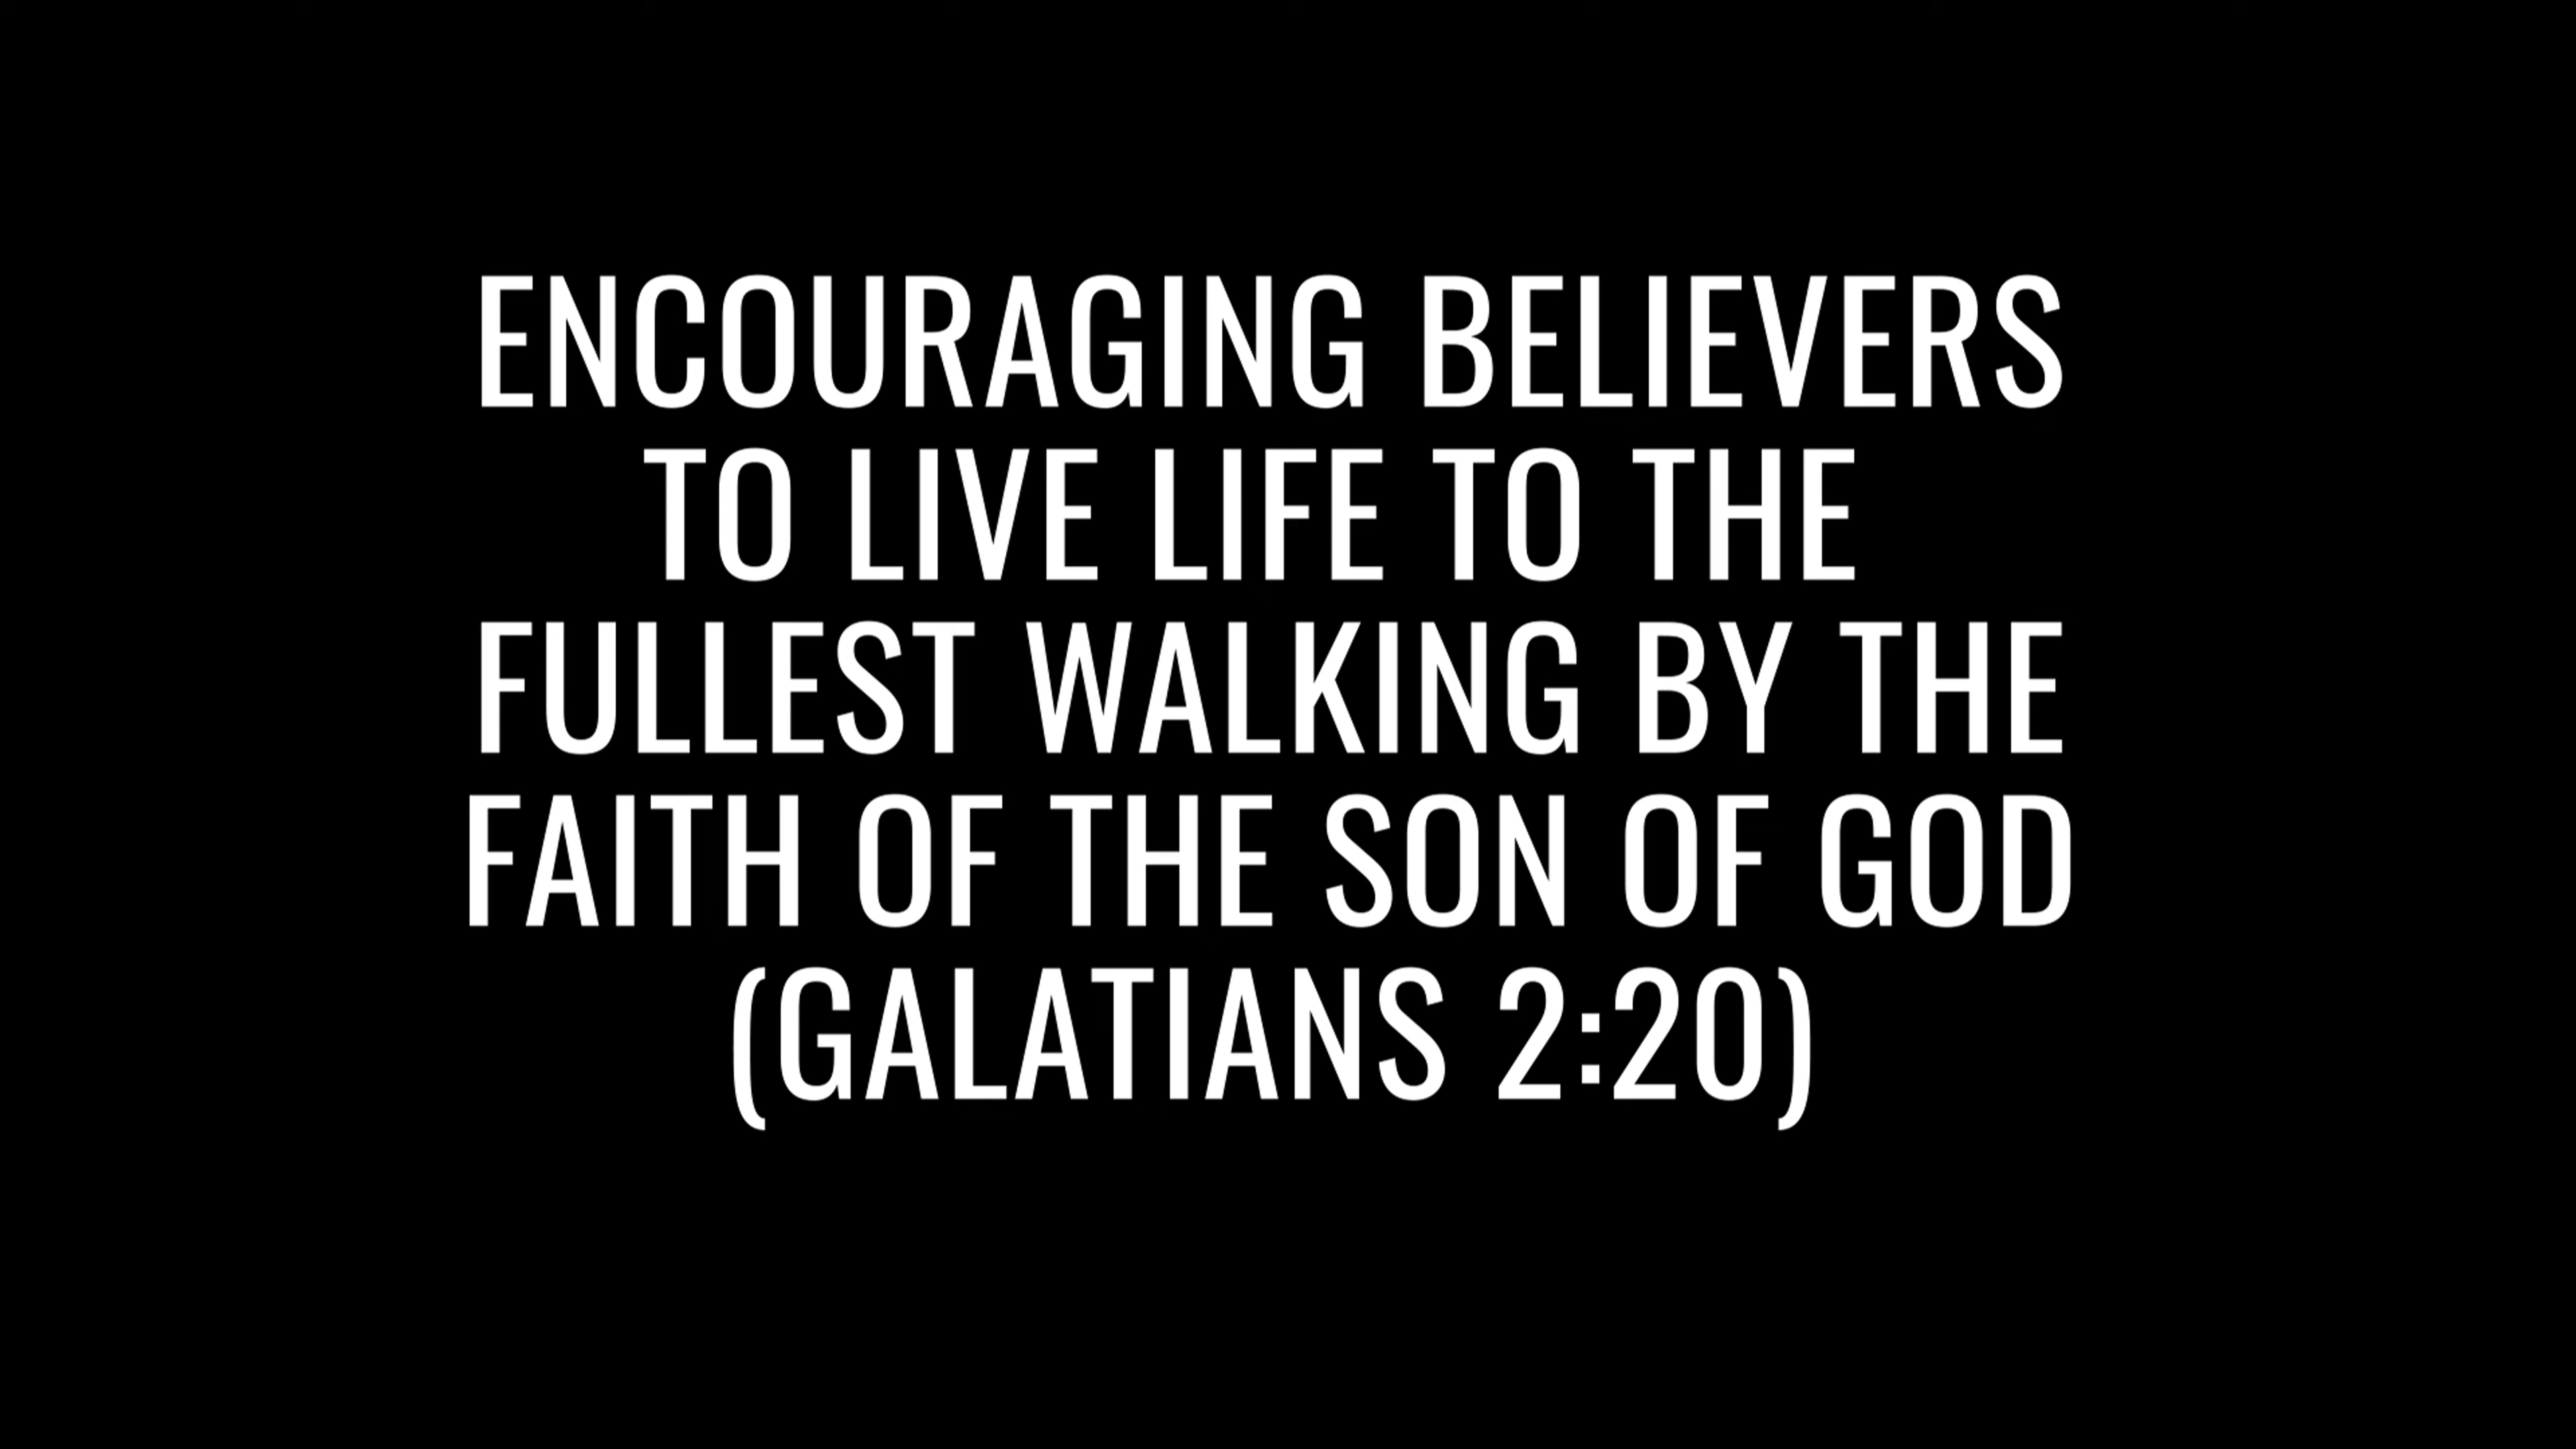 ENCOURAGING BELIEVERS
TO LIVE LIFE TO THE
FULLEST WALKING BY THE
FAITH OF THE SON OF GOD
(GALATIANS 2:20)